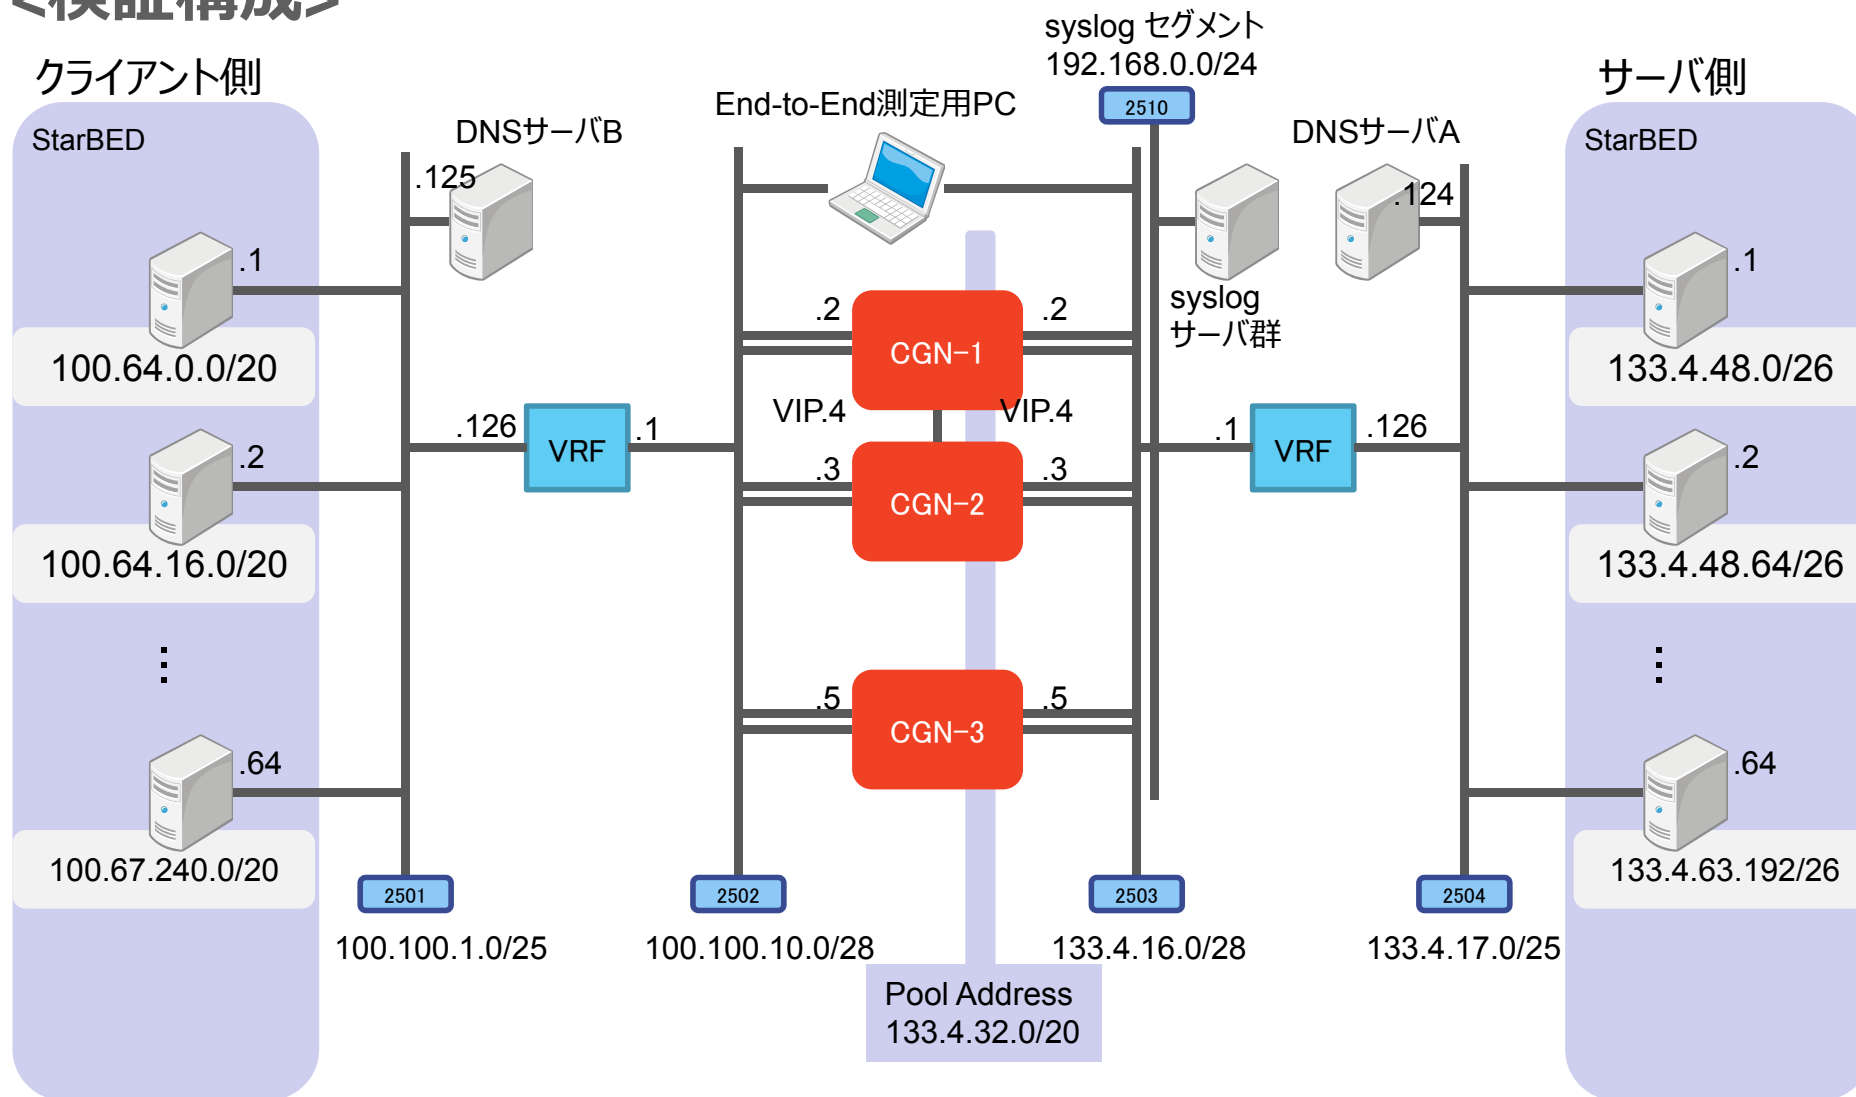 <検証構成>
syslog セグメント
192.168.0.0/24
2510
クライアント側
サーバ側
StarBED
StarBED
End-to-End測定用PC
DNSサーバB
.125
DNSサーバA
.124
syslog
サーバ群
.1
100.64.0.0/20
.2
100.64.16.0/20
⋮
.64
100.67.240.0/20
.126
VRF
.1
.2
CGN-1
.2
VIP.4
VIP.4
.3
CGN-2
.3
.5
CGN-3
.5
.1
VRF
.126
.1
133.4.48.0/26
.2
133.4.48.64/26
⋮
.64
133.4.63.192/26
2501
100.100.1.0/25
2502
100.100.10.0/28
2503
133.4.16.0/28
2504
133.4.17.0/25
Pool Address
133.4.32.0/20